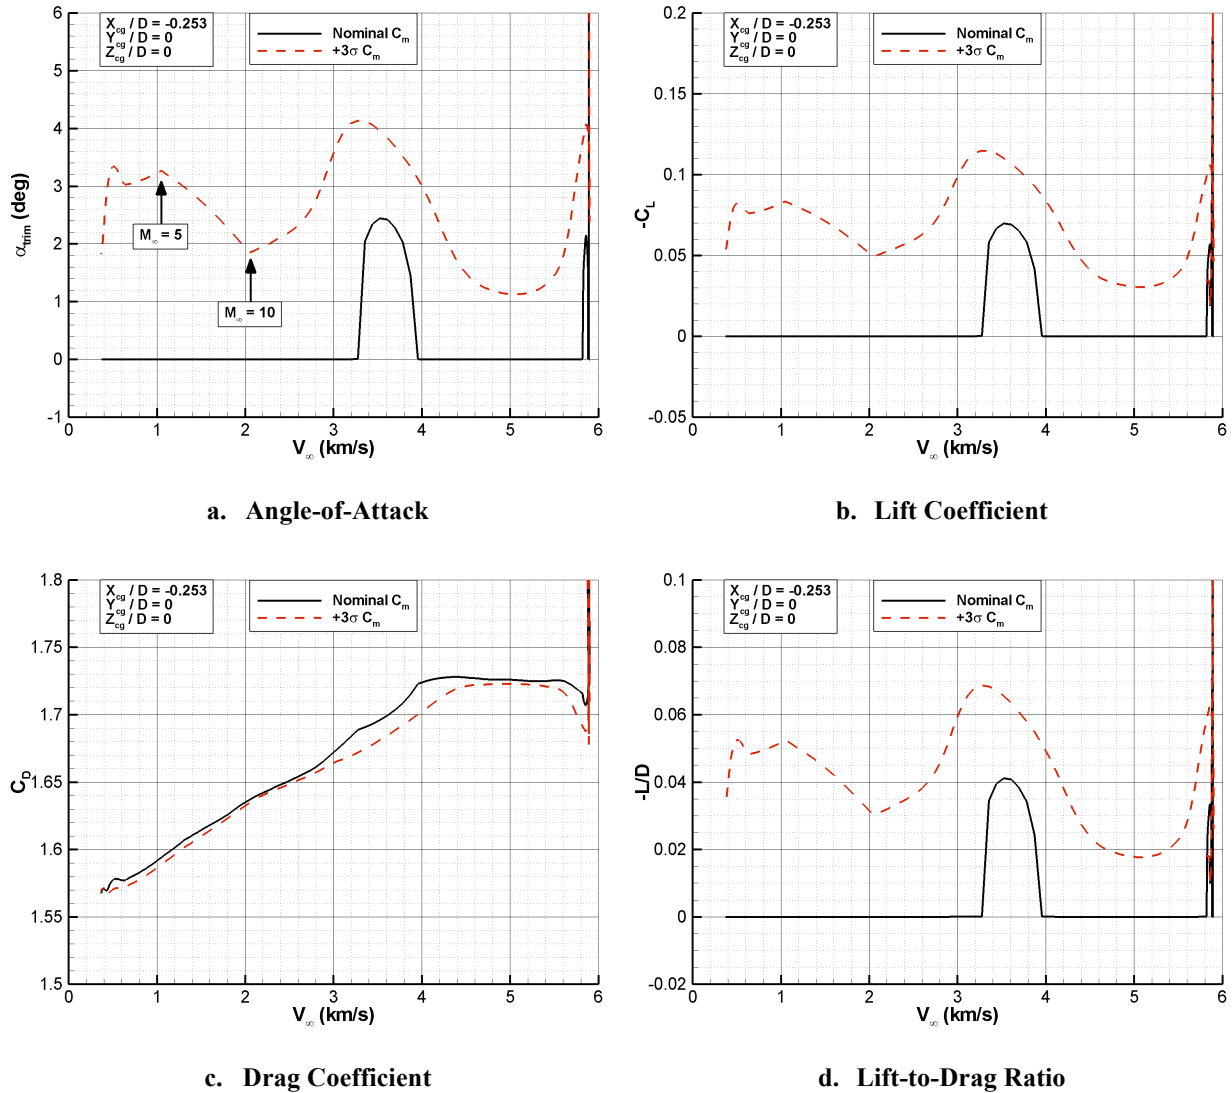 X_cg / D = -0.253
Y_cg / D = 0
Z_cg / D = 0
Nominal C_m
+3σ C_m
6
5
4
3
2
1
0
-1
α_trim (deg)
M_∞ = 5
M_∞ = 10
0 1 2 3 4 5 6
V_∞ (km/s)
a. Angle-of-Attack
X_cg / D = -0.253
Y_cg / D = 0
Z_cg / D = 0
Nominal C_m
+3σ C_m
0.2
0.15
0.1
0.05
0
-0.05
-C_L
0 1 2 3 4 5 6
V_∞ (km/s)
b. Lift Coefficient
X_cg / D = -0.253
Y_cg / D = 0
Z_cg / D = 0
Nominal C_m
+3σ C_m
1.8
1.75
1.7
1.65
1.6
1.55
1.5
C_D
0 1 2 3 4 5 6
V_∞ (km/s)
c. Drag Coefficient
X_cg / D = -0.253
Y_cg / D = 0
Z_cg / D = 0
Nominal C_m
+3σ C_m
0.1
0.08
0.06
0.04
0.02
0
-0.02
-L/D
0 1 2 3 4 5 6
V_∞ (km/s)
d. Lift-to-Drag Ratio